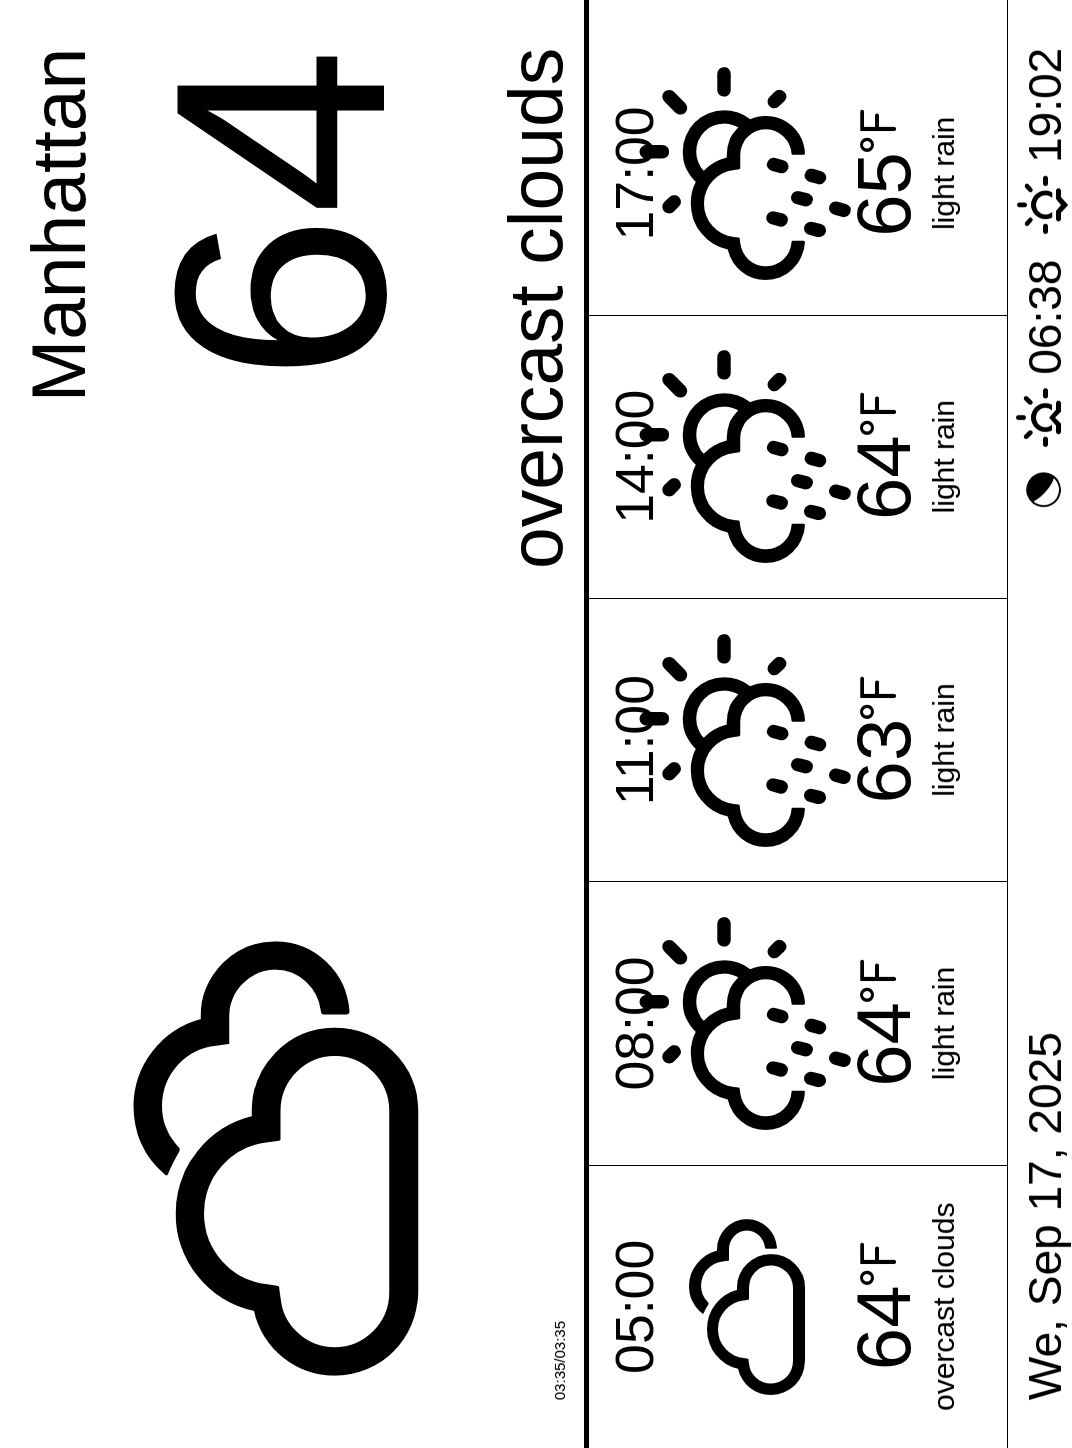 Manhattan
64
overcast clouds
03:35/03:35
05:00
64°F
overcast clouds
08:00
64°F
light rain
11:00
63°F
light rain
14:00
64°F
light rain
17:00
65°F
light rain
We, Sep 17, 2025
06:38
19:02